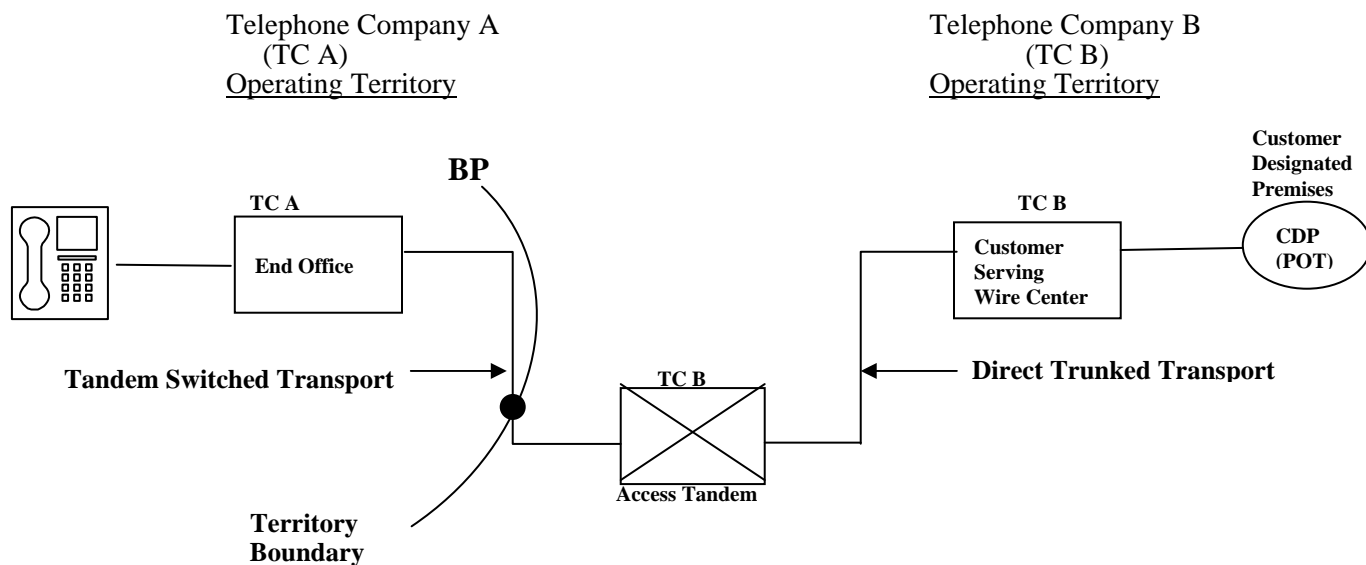 Telephone Company A
(TC A)
Operating Territory
Telephone Company B
(TC B)
Operating Territory
BP
Customer
Designated
Premises
TC A
End Office
TC B
Customer
Serving
Wire Center
CDP
(POT)
Tandem Switched Transport
TC B
Direct Trunked Transport
Access Tandem
Territory
Boundary